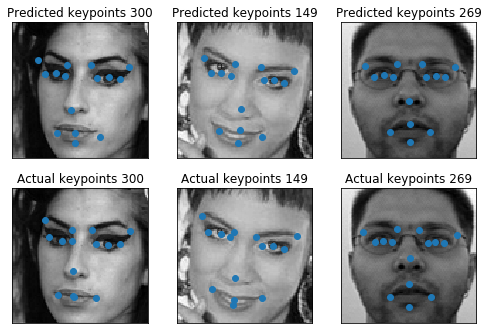 Predicted keypoints 300
Predicted keypoints 149
Predicted keypoints 269
Actual keypoints 300
Actual keypoints 149
Actual keypoints 269